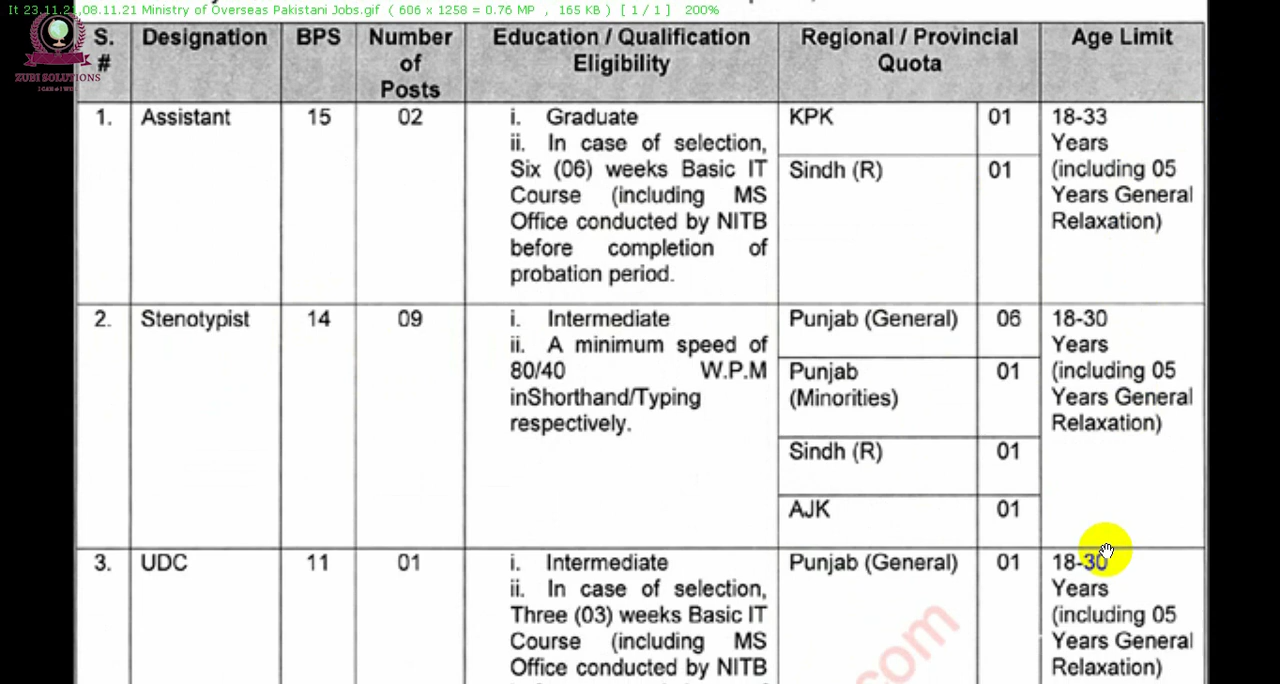 It 23.11.21,08.11.21 Ministry of Overseas Pakistani Jobs.gif ( 606 x 1258 = 0.76 MP , 165 KB ) [ 1 / 1 ] 200%
ZUBI SOLUTIONS
S. #
Designation
BPS
Number of Posts
Education / Qualification Eligibility
Regional / Provincial Quota
Age Limit
1.
Assistant
15
02
i. Graduate
ii. In case of selection,
Six (06) weeks Basic IT
Course (including MS
Office conducted by NITB
before completion of
probation period.
KPK 01
Sindh (R) 01
18-33
Years
(including 05
Years General
Relaxation)
2.
Stenotypist
14
09
i. Intermediate
ii. A minimum speed of
80/40 W.P.M
inShorthand/Typing
respectively.
Punjab (General) 06
Punjab
(Minorities) 01
Sindh (R) 01
AJK 01
18-30
Years
(including 05
Years General
Relaxation)
3.
UDC
11
01
i. Intermediate
ii. In case of selection,
Three (03) weeks Basic IT
Course (including MS
Office conducted by NITB
Punjab (General) 01
18-30
Years
(including 05
Years General
Relaxation)
com